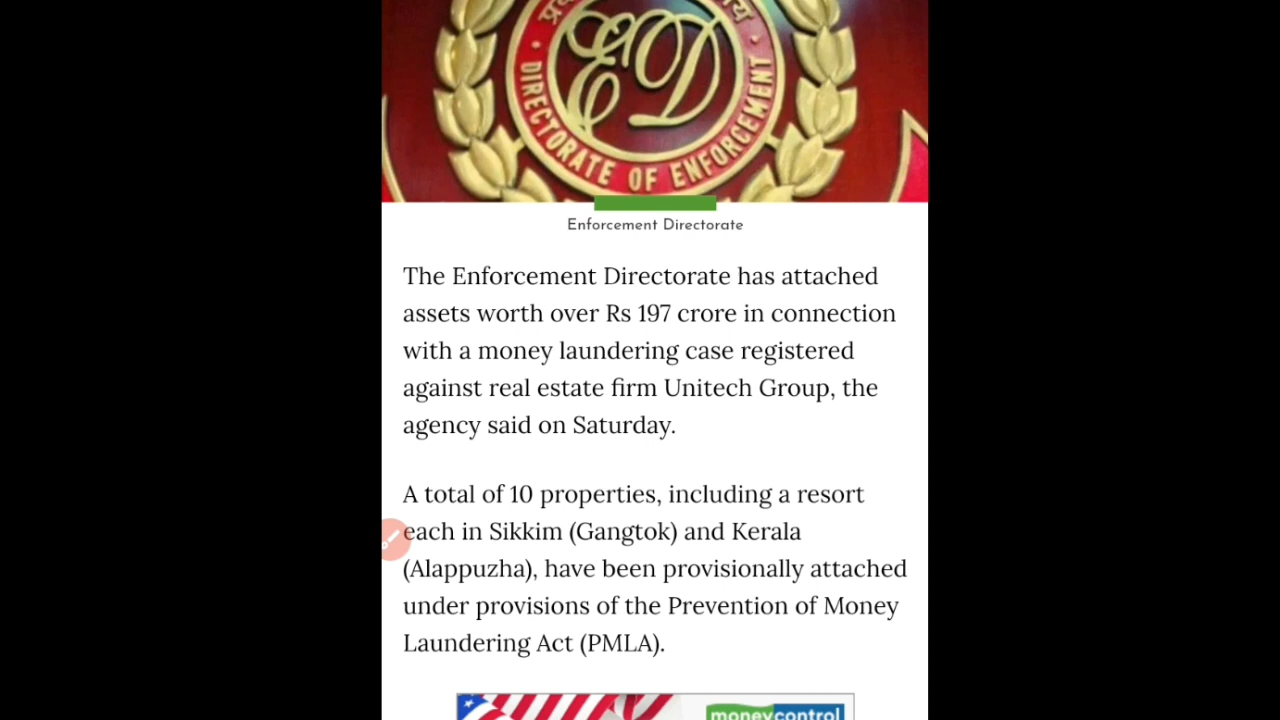 ED
DIRECTORATE OF ENFORCEMENT
Enforcement Directorate
The Enforcement Directorate has attached
assets worth over Rs 197 crore in connection
with a money laundering case registered
against real estate firm Unitech Group, the
agency said on Saturday.
A total of 10 properties, including a resort
each in Sikkim (Gangtok) and Kerala
(Alappuzha), have been provisionally attached
under provisions of the Prevention of Money
Laundering Act (PMLA).
moneycontrol